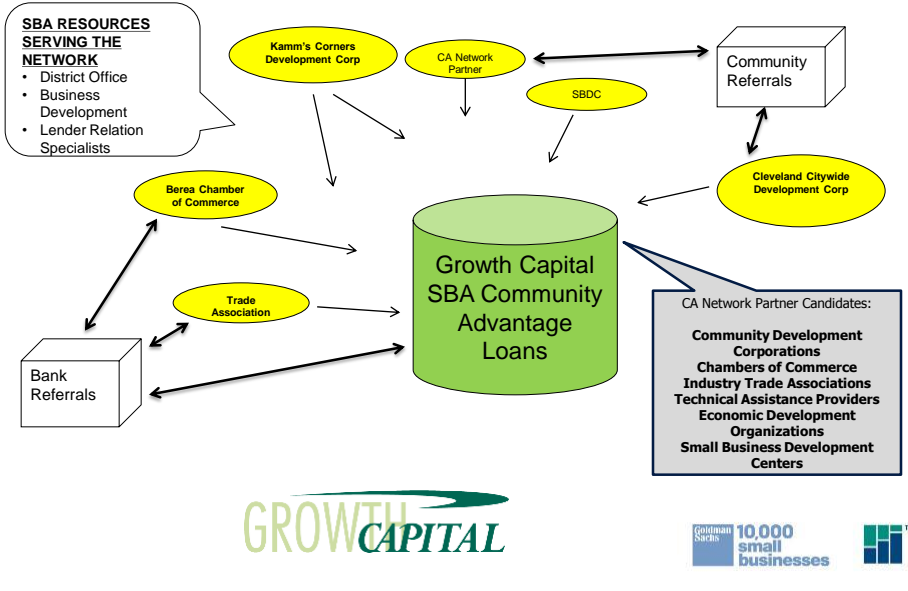 SBA RESOURCES
SERVING THE
NETWORK
• District Office
• Business
Development
• Lender Relation
Specialists
Kamm's Corners
Development Corp
CA Network
Partner
SBDC
Community
Referrals
Berea Chamber
of Commerce
Cleveland Citywide
Development Corp
Trade
Association
Growth Capital
SBA Community
Advantage
Loans
Bank
Referrals
CA Network Partner Candidates:
Community Development
Corporations
Chambers of Commerce
Industry Trade Associations
Technical Assistance Providers
Economic Development
Organizations
Small Business Development
Centers
GROWTH
CAPITAL
Goldman
Sachs
10,000
small
businesses